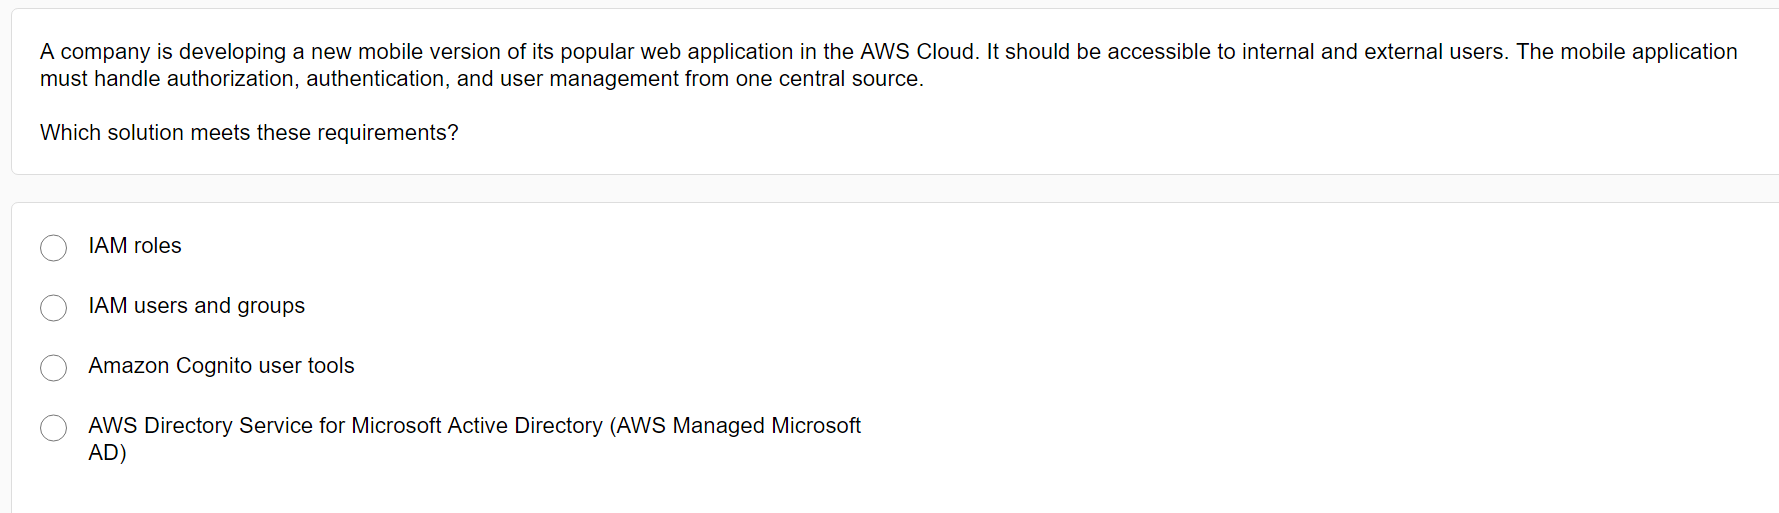 A company is developing a new mobile version of its popular web application in the AWS Cloud. It should be accessible to internal and external users. The mobile application
must handle authorization, authentication, and user management from one central source.
Which solution meets these requirements?
IAM roles
IAM users and groups
Amazon Cognito user tools
AWS Directory Service for Microsoft Active Directory (AWS Managed Microsoft
AD)